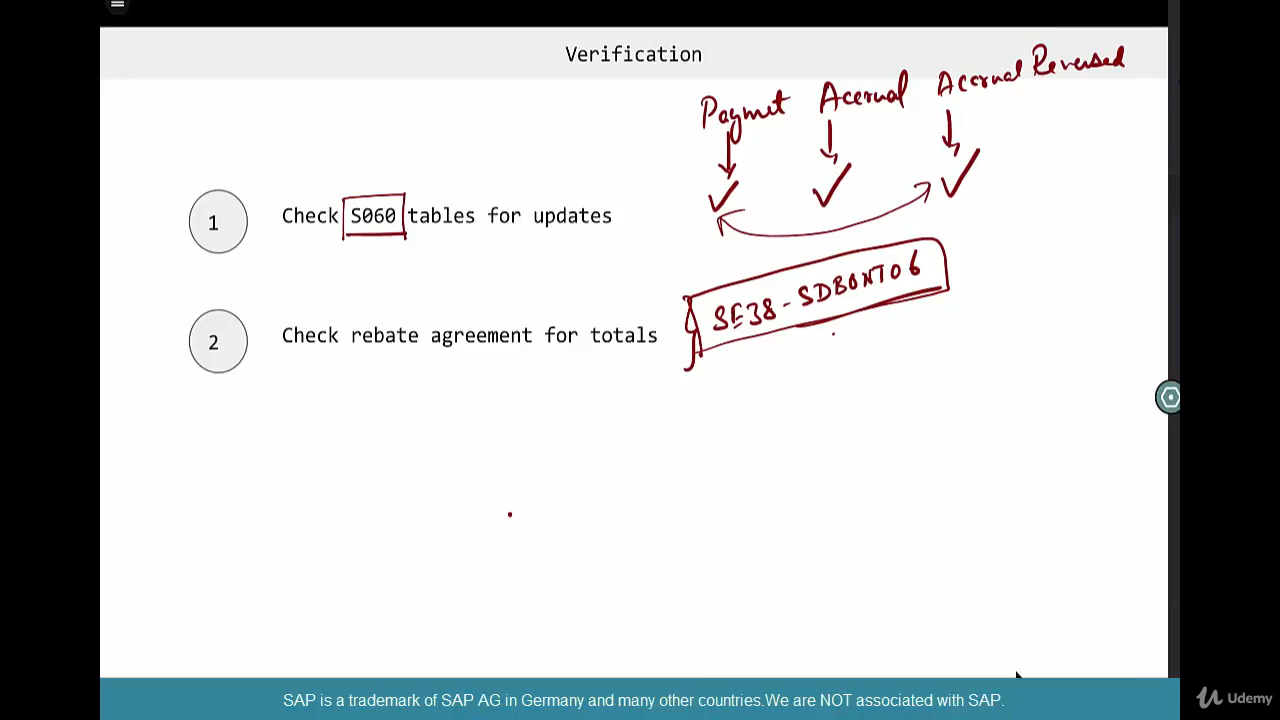 Verification
Paymet Accrual Accrual Reversed
1 Check S060 tables for updates
SE38 - SDBONT06
2 Check rebate agreement for totals
SAP is a trademark of SAP AG in Germany and many other countries.We are NOT associated with SAP.
Udemy